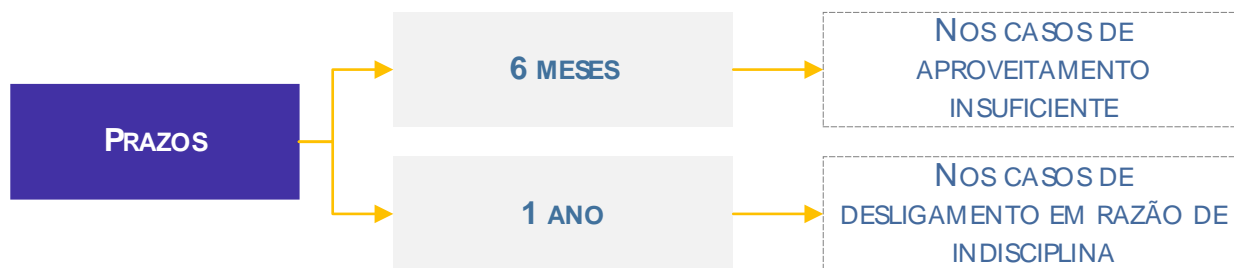 PRAZOS
6 MESES
NOS CASOS DE
APROVEITAMENTO
INSUFICIENTE
1 ANO
NOS CASOS DE
DESLIGAMENTO EM RAZÃO DE
INDISCIPLINA